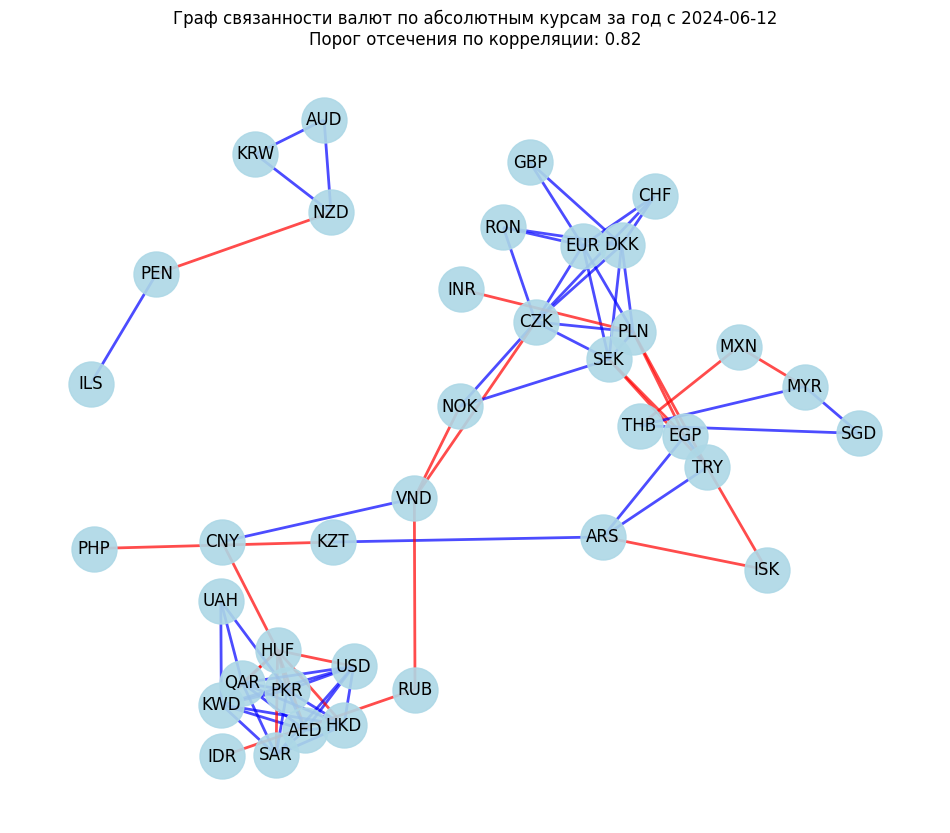 Граф связанности валют по абсолютным курсам за год с 2024-06-12
Порог отсечения по корреляции: 0.82
AUD
KRW
GBP
CHF
NZD
RON
EUR
DKK
PEN
INR
CZK
PLN
MXN
SEK
ILS
MYR
NOK
THB
EGP
SGD
TRY
VND
ARS
PHP
CNY
KZT
ISK
UAH
HUF
USD
QAR
PKR
RUB
KWD
HKD
AED
IDR
SAR